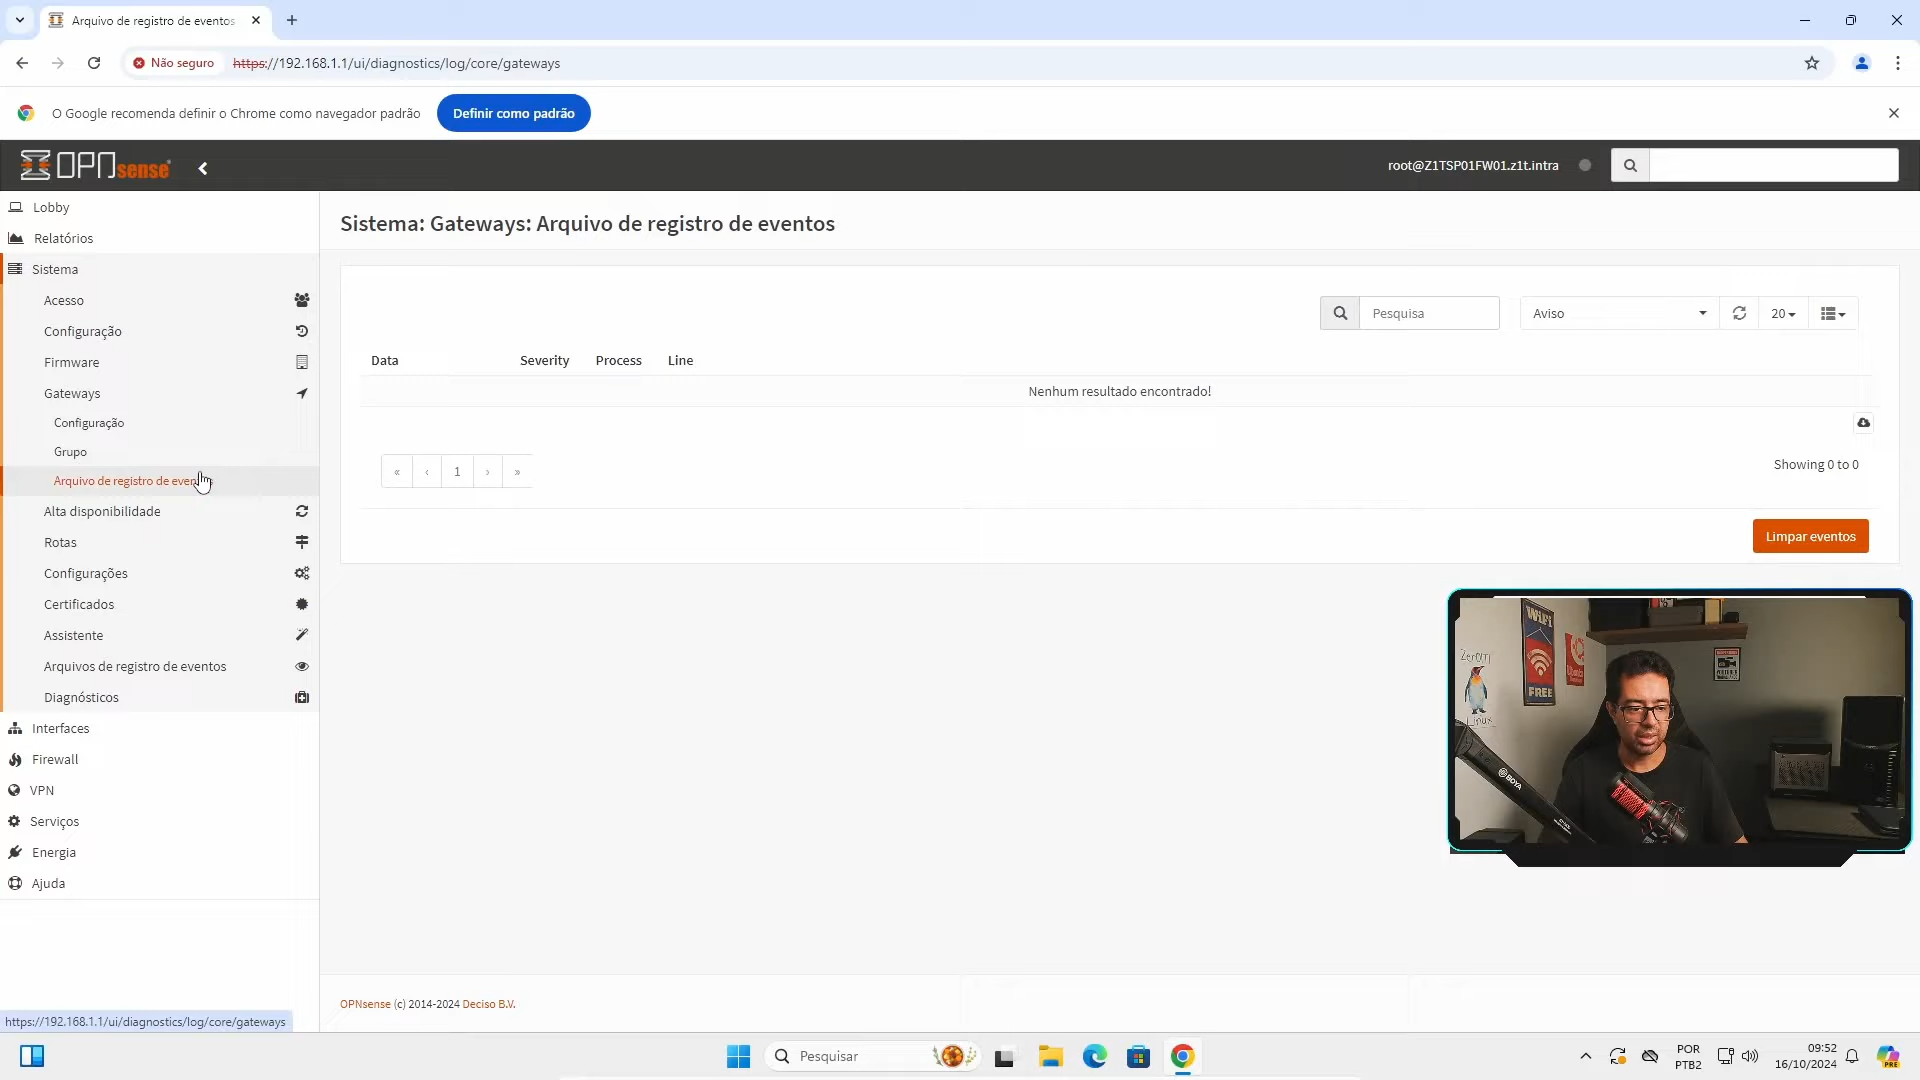 Arquivo de registro de eventos
Não seguro
https://192.168.1.1/ui/diagnostics/log/core/gateways
O Google recomenda definir o Chrome como navegador padrão
Definir como padrão
OPNsense
root@Z1TSP01FW01.z1t.intra
Lobby
Relatórios
Sistema
Acesso
Configuração
Firmware
Gateways
Configuração
Grupo
Arquivo de registro de even
Alta disponibilidade
Rotas
Configurações
Certificados
Assistente
Arquivos de registro de eventos
Diagnósticos
Interfaces
Firewall
VPN
Serviços
Energia
Ajuda
Sistema: Gateways: Arquivo de registro de eventos
Pesquisa
Aviso
20
Data Severity Process Line
Nenhum resultado encontrado!
« ‹ 1 › »
Showing 0 to 0
Limpar eventos
WiFi
FREE
Linux
BOYA
OPNsense (c) 2014-2024 Deciso B.V.
https://192.168.1.1/ui/diagnostics/log/core/gateways
Pesquisar
POR
PTB2
09:52
16/10/2024
PRE